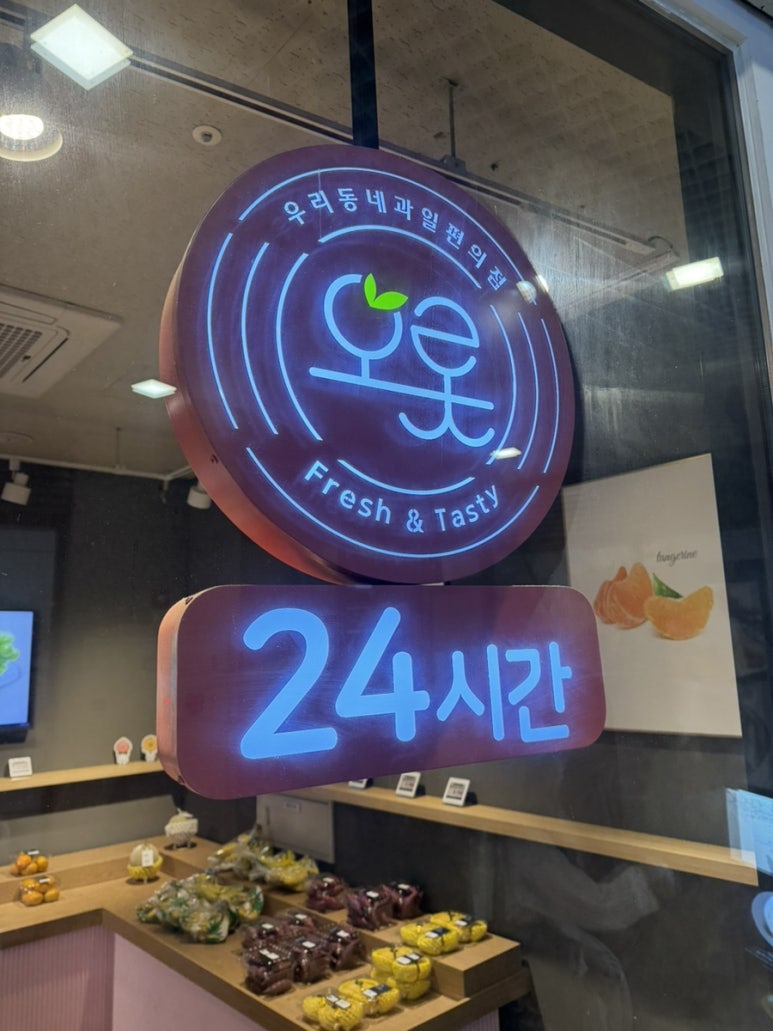 우리동네과일편의점
오롯
Fresh & Tasty
24시간
tangerine